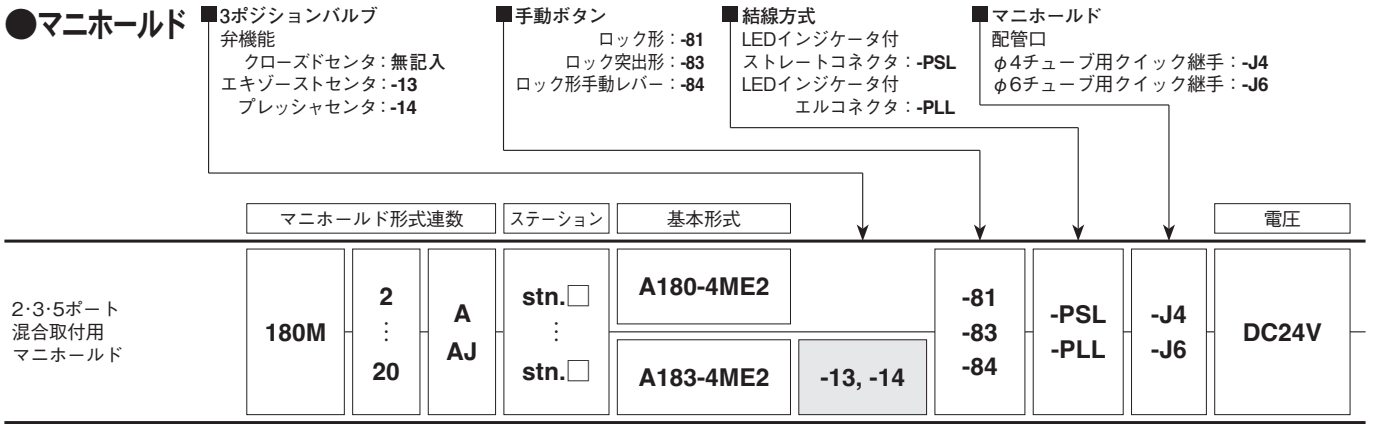 ●マニホールド
■3ポジションバルブ
弁機能
クローズドセンタ:無記入
エキゾーストセンタ:-13
プレッシャセンタ:-14
■手動ボタン
ロック形:-81
ロック突出形:-83
ロック形手動レバー:-84
■結線方式
LEDインジケータ付
ストレートコネクタ:-PSL
LEDインジケータ付
エルコネクタ:-PLL
■マニホールド
配管口
φ4チューブ用クイック継手:-J4
φ6チューブ用クイック継手:-J6
マニホールド形式連数
ステーション
基本形式
電圧
2・3・5ポート
混合取付用
マニホールド
180M
2
⋮
20
A
AJ
stn.□
⋮
stn.□
A180-4ME2
A183-4ME2
-13, -14
-81
-83
-84
-PSL
-PLL
-J4
-J6
DC24V